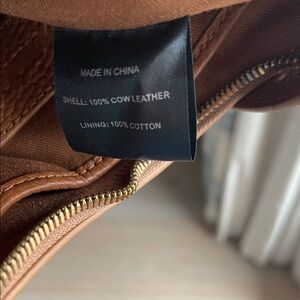 MADE IN CHINA
SHELL: 100% COW LEATHER
LINING: 100% COTTON